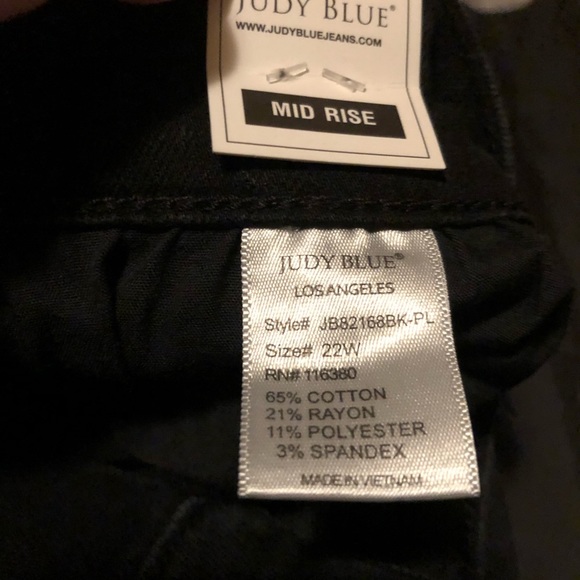 JUDY BLUE®
WWW.JUDYBLUEJEANS.COM
MID RISE
JUDY BLUE®
LOS ANGELES
Style# JB82168BK-PL
Size# 22W
RN# 116380
65% COTTON
21% RAYON
11% POLYESTER
3% SPANDEX
MADE IN VIETNAM